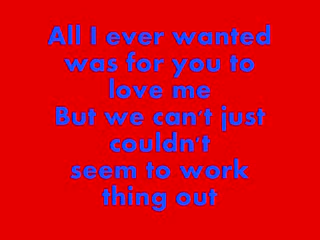 All I ever wanted
was for you to
love me
But we can't just
couldn't
seem to work
thing out